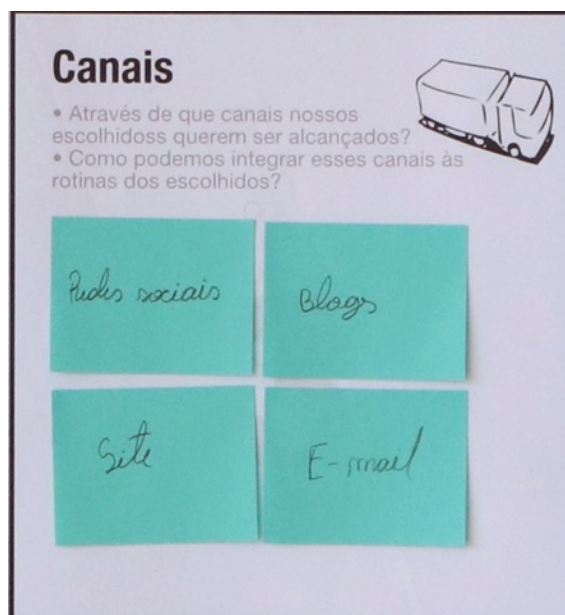 Canais
• Através de que canais nossos
escolhidoss querem ser alcançados?
• Como podemos integrar esses canais às
rotinas dos escolhidos?
Redes sociais
Blogs
Site
E-mail